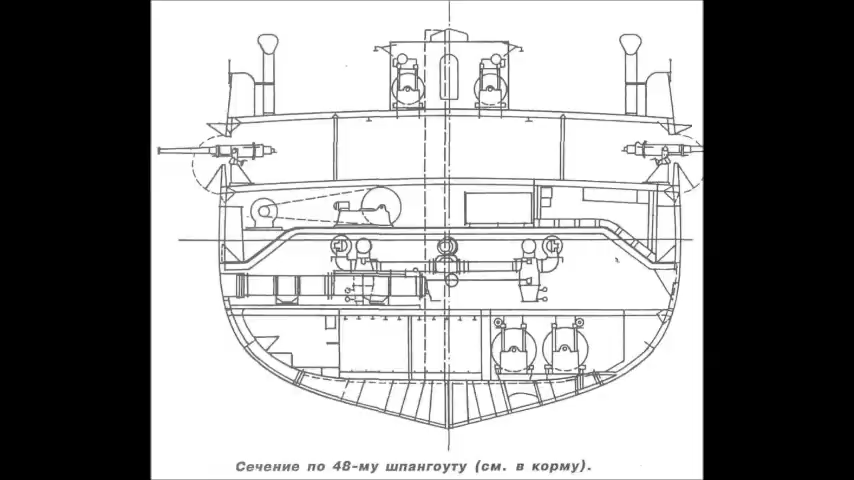 Сечение по 48-му шпангоуту (см. в корму).